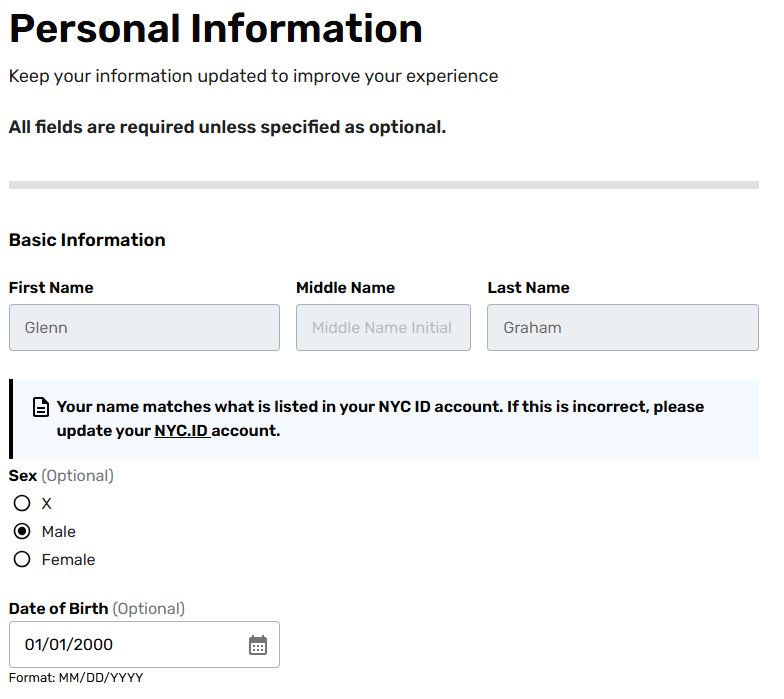 Personal Information
Keep your information updated to improve your experience
All fields are required unless specified as optional.
Basic Information
First Name Middle Name Last Name
Glenn Middle Name Initial Graham
Your name matches what is listed in your NYC ID account. If this is incorrect, please
update your NYC.ID account.
Sex (Optional)
X
Male
Female
Date of Birth (Optional)
01/01/2000
Format: MM/DD/YYYY